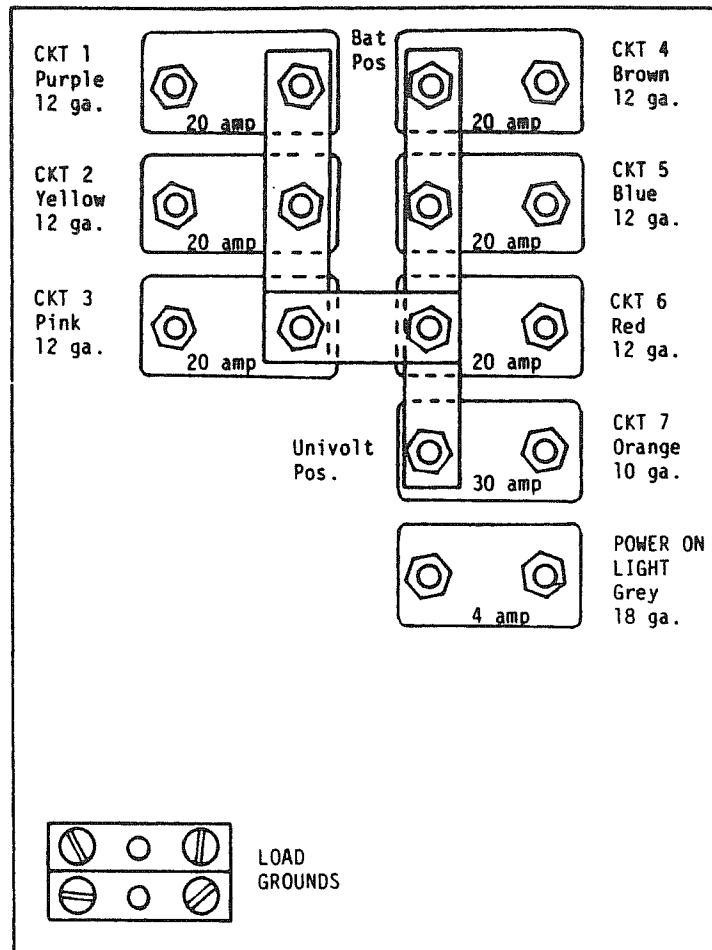 CKT 1
Purple
12 ga.
20 amp
Bat
Pos
CKT 4
Brown
12 ga.
20 amp
CKT 2
Yellow
12 ga.
20 amp
CKT 5
Blue
12 ga.
20 amp
CKT 3
Pink
12 ga.
20 amp
CKT 6
Red
12 ga.
20 amp
Univolt
Pos.
CKT 7
Orange
10 ga.
30 amp
POWER ON
LIGHT
Grey
18 ga.
4 amp
LOAD
GROUNDS